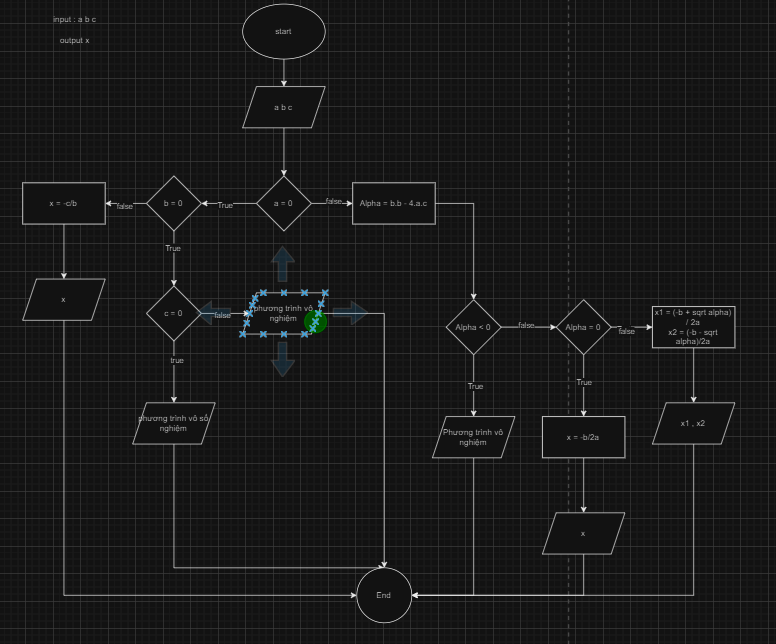 input : a b c
output x
start
a b c
x = -c/b
false
b = 0
True
a = 0
false
Alpha = b.b - 4.a.c
True
x
c = 0
false
phương trình vô
nghiệm
Alpha < 0
false
Alpha = 0
false
x1 = (-b + sqrt alpha)
/ 2a
x2 = (-b - sqrt
alpha)/2a
true
True
True
phương trình vô số
nghiệm
Phương trình vô
nghiệm
x = -b/2a
x1 , x2
x
End